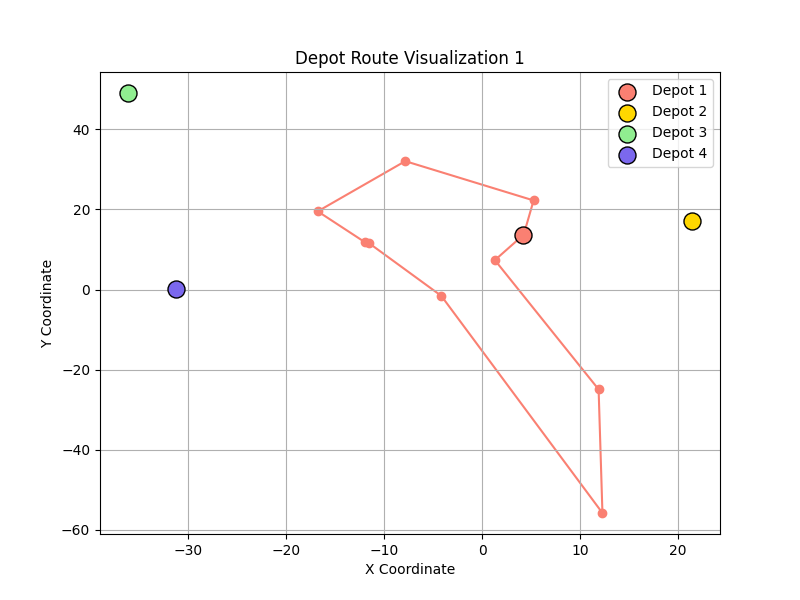 Depot Route Visualization 1
Depot 1
Depot 2
Depot 3
Depot 4
Y Coordinate
40
20
0
−20
−40
−60
−30
−20
−10
0
10
20
X Coordinate